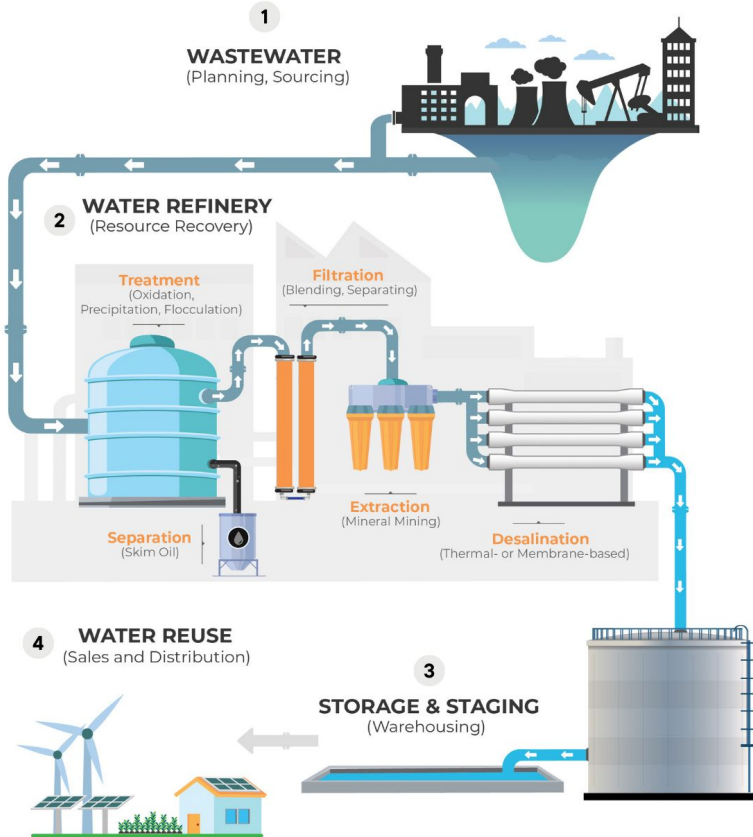 1
WASTEWATER
(Planning, Sourcing)
2
WATER REFINERY
(Resource Recovery)
Treatment
(Oxidation,
Precipitation, Flocculation)
Filtration
(Blending, Separating)
Separation
(Skim Oil)
Extraction
(Mineral Mining)
Desalination
(Thermal- or Membrane-based)
3
STORAGE & STAGING
(Warehousing)
4
WATER REUSE
(Sales and Distribution)